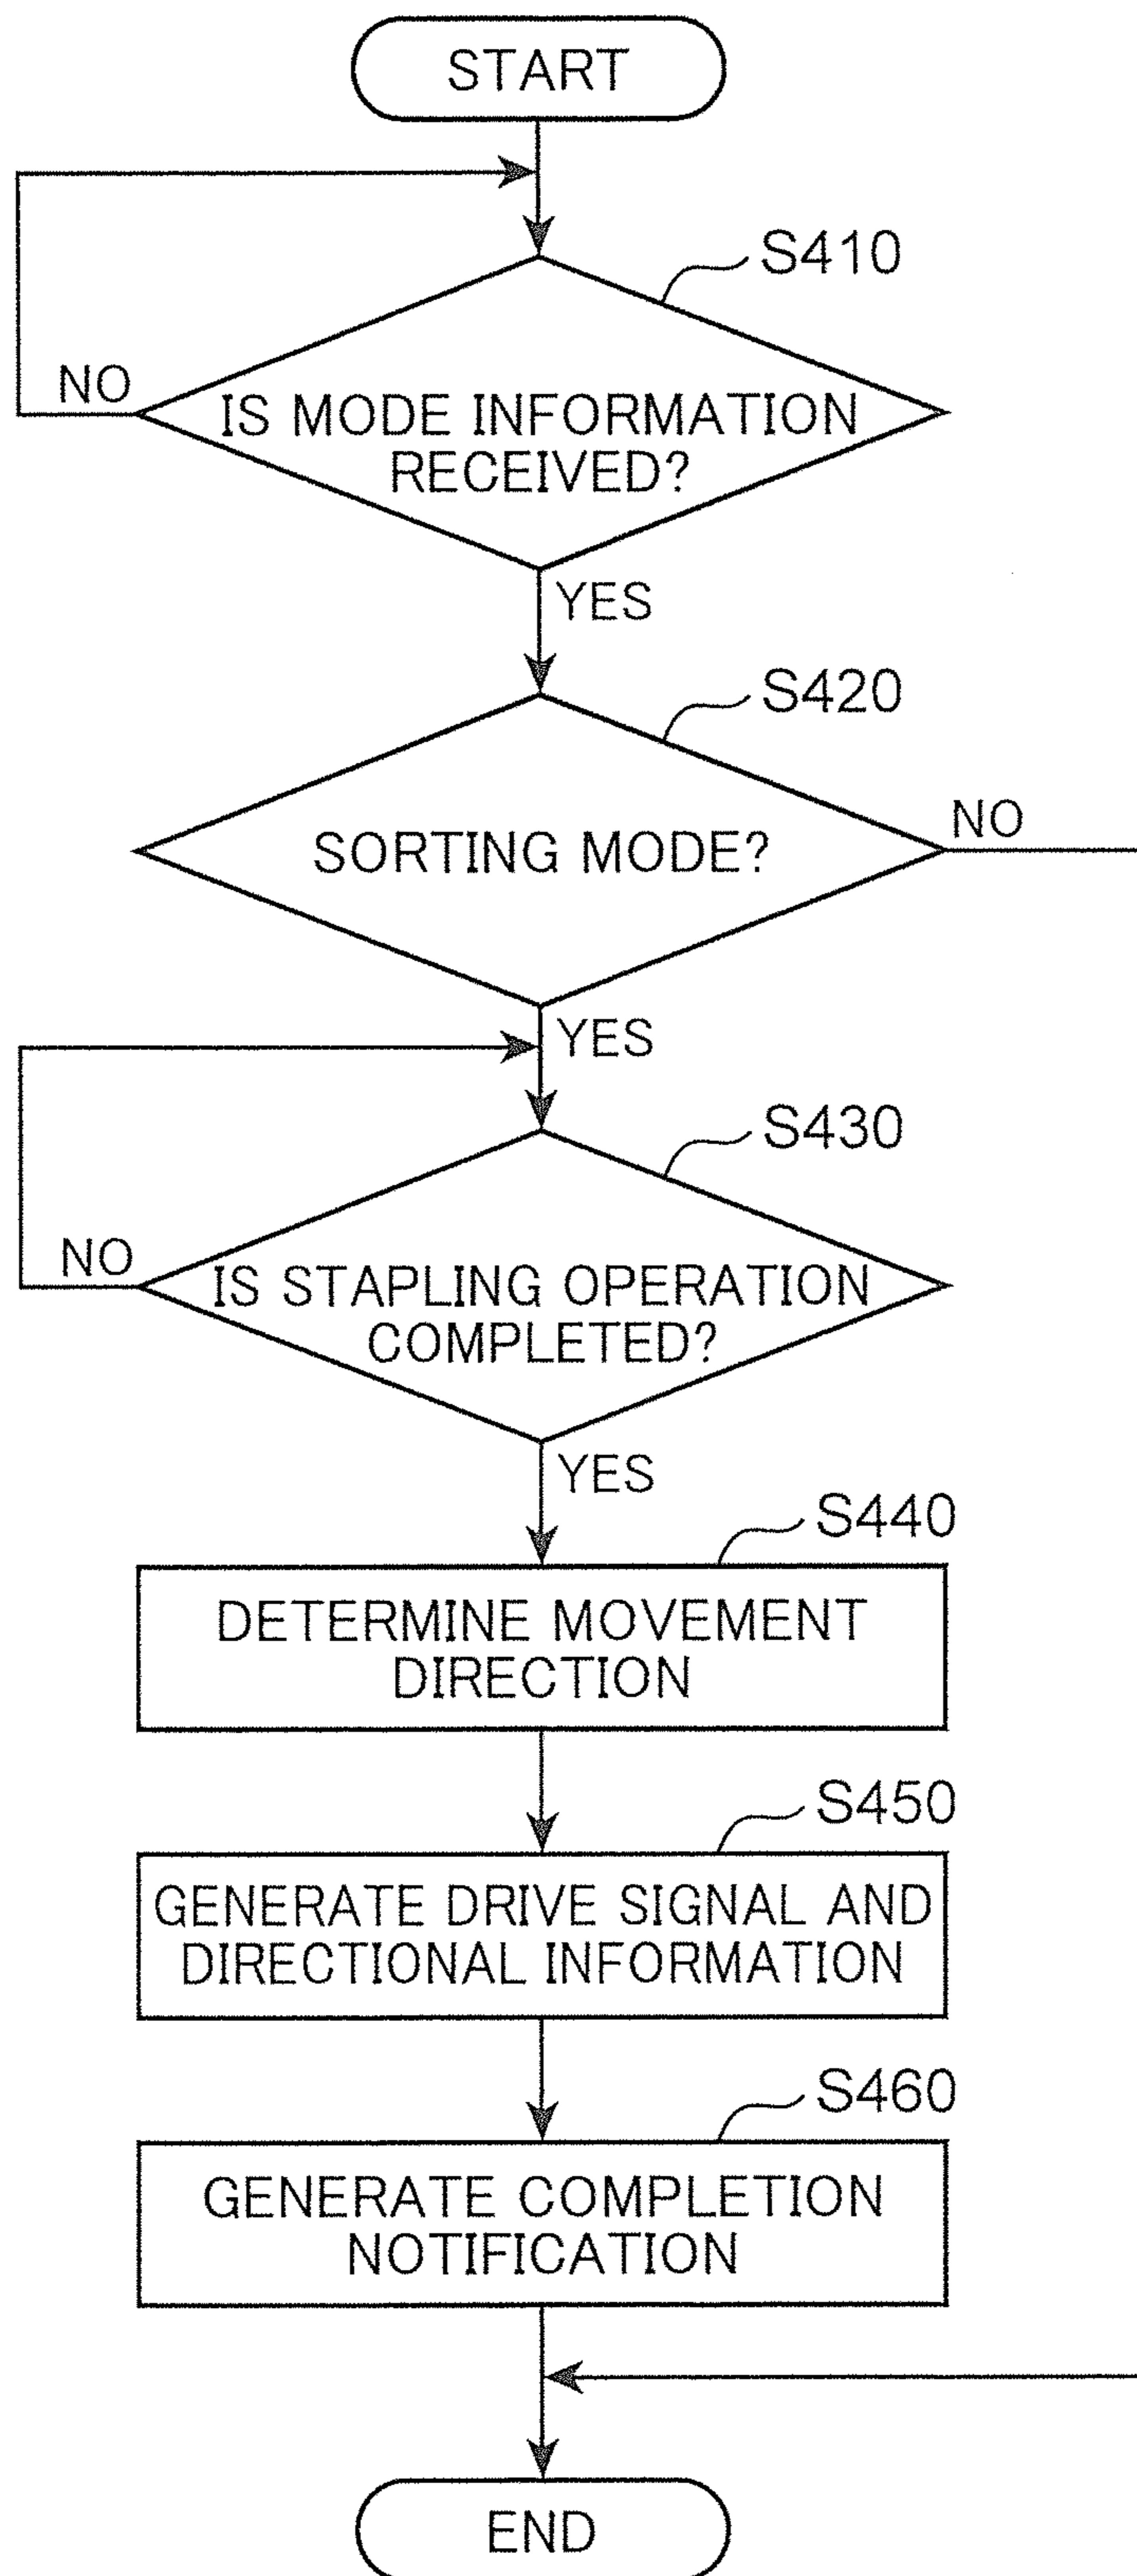 START
S410
NO
IS MODE INFORMATION
RECEIVED?
YES
S420
NO
SORTING MODE?
YES
S430
NO
IS STAPLING OPERATION
COMPLETED?
YES
S440
DETERMINE MOVEMENT
DIRECTION
S450
GENERATE DRIVE SIGNAL AND
DIRECTIONAL INFORMATION
S460
GENERATE COMPLETION
NOTIFICATION
END